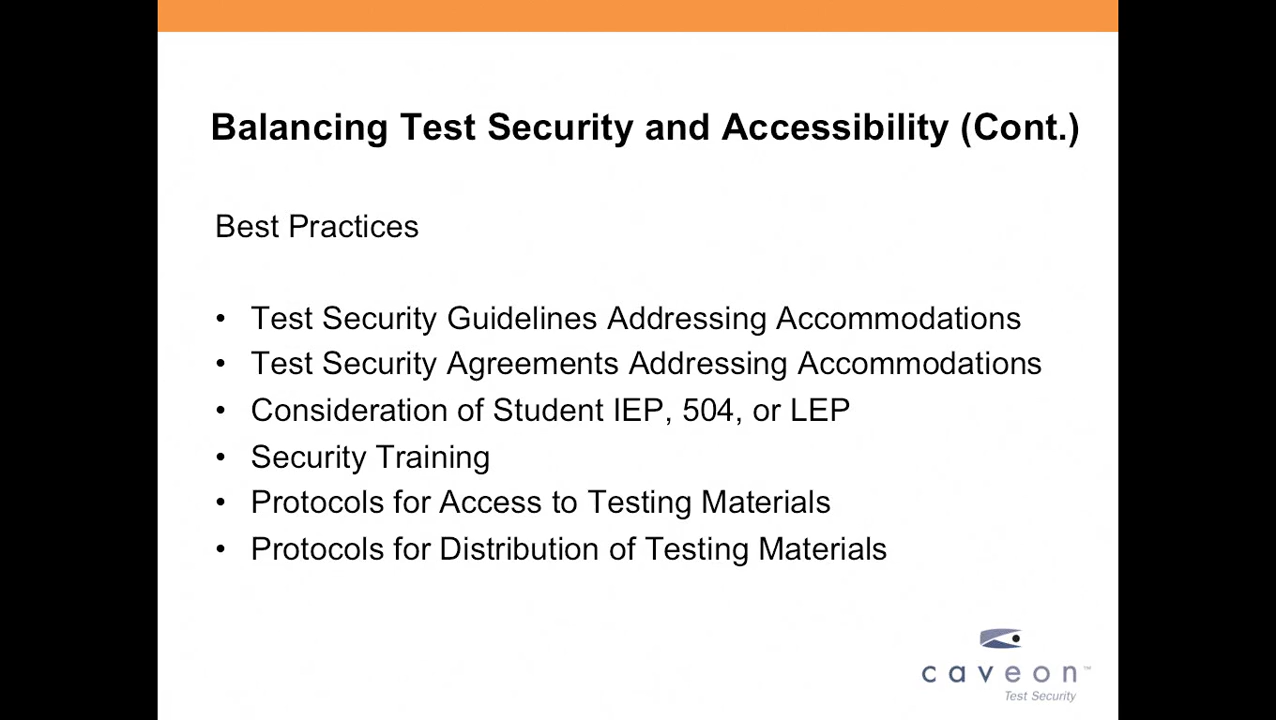 Balancing Test Security and Accessibility (Cont.)
Best Practices
• Test Security Guidelines Addressing Accommodations
• Test Security Agreements Addressing Accommodations
• Consideration of Student IEP, 504, or LEP
• Security Training
• Protocols for Access to Testing Materials
• Protocols for Distribution of Testing Materials
caveon™
Test Security